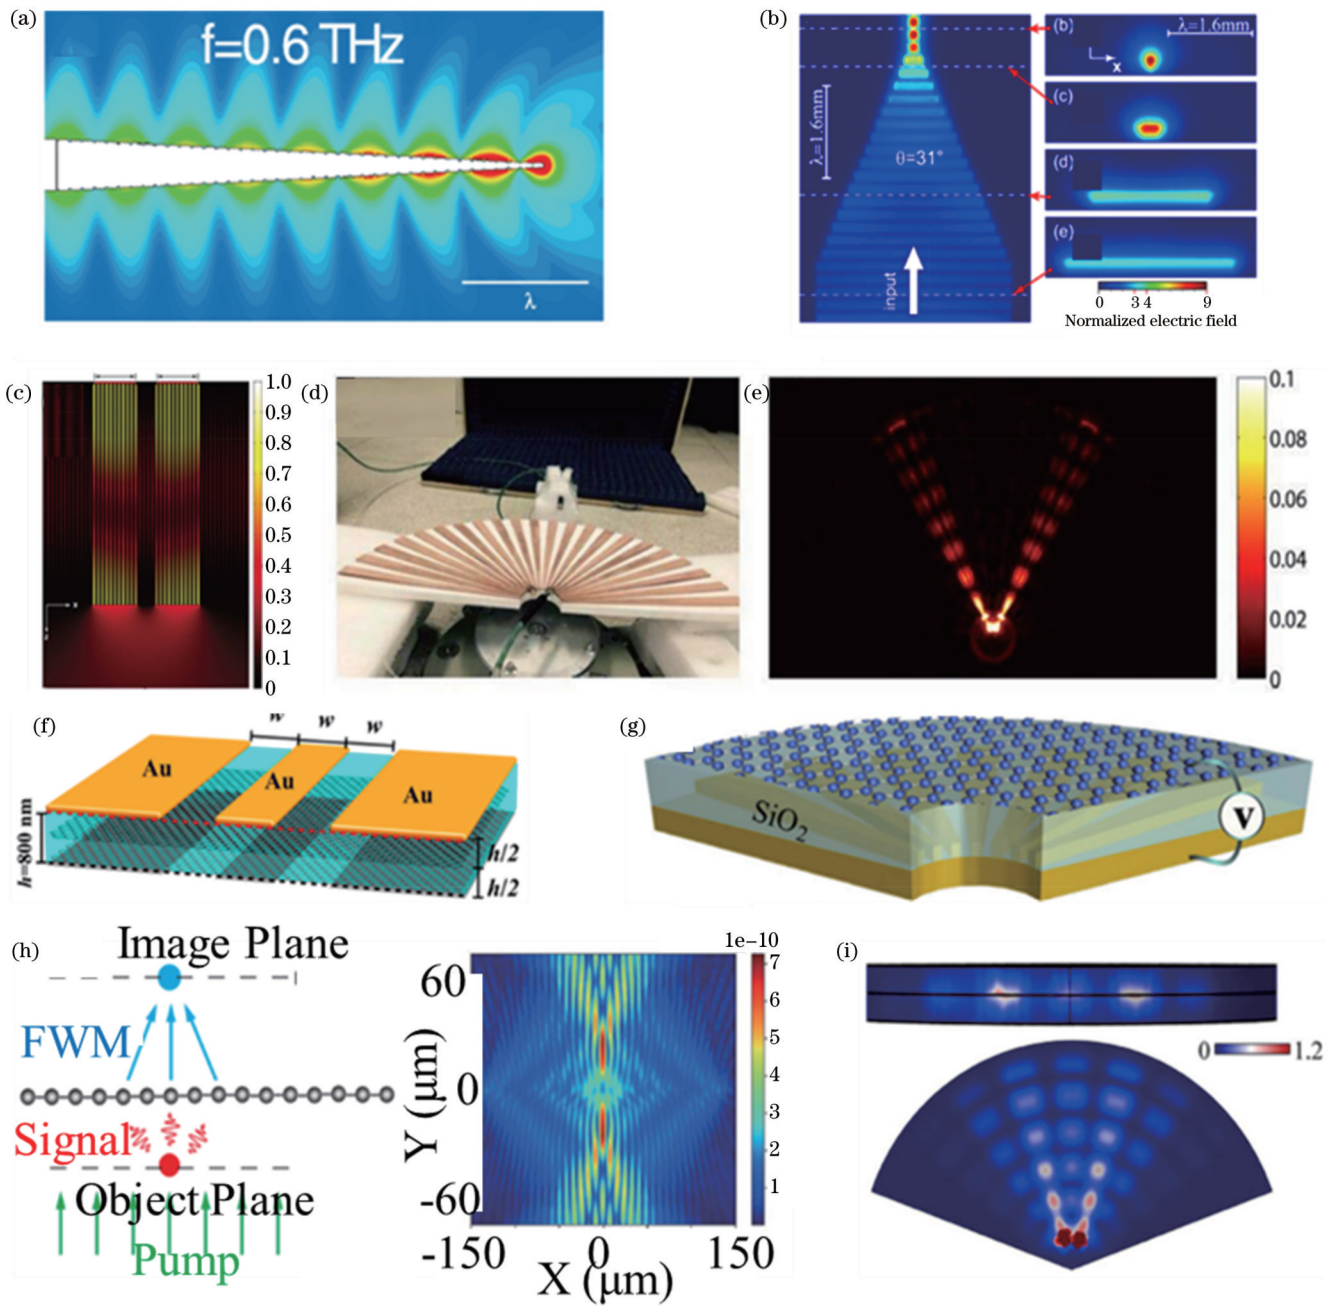 (a)
f=0.6 THz
λ
(b)
λ=1.6mm
θ=31°
input
(b)
x
λ=1.6mm
(c)
(d)
(e)
0 3 4 9
Normalized electric field
(c)
x
1.0
0.9
0.8
0.7
0.6
0.5
0.4
0.3
0.2
0.1
0
(d)
(e)
0.1
0.08
0.06
0.04
0.02
0
(f)
w w w
Au
Au
Au
h=800 nm
h/2
h/2
(g)
SiO2
V
(h)
Image Plane
FWM
Signal
Object Plane
Pump
1e−10
7
6
5
4
3
2
1
60
0
-60
Y (μm)
-150 0 150
X (μm)
(i)
0 1.2